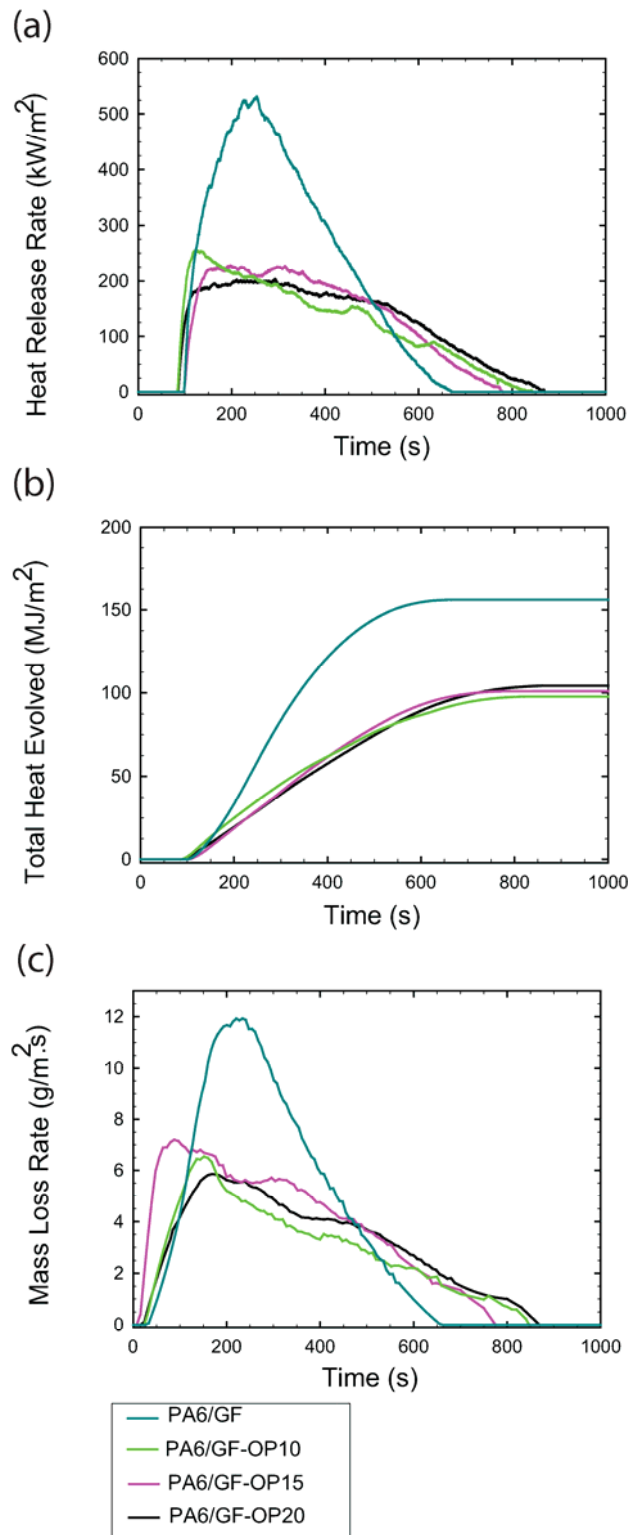 (a)
Heat Release Rate (kW/m²)
600
500
400
300
200
100
0
0 200 400 600 800 1000
Time (s)
(b)
Total Heat Evolved (MJ/m²)
200
150
100
50
0
0 200 400 600 800 1000
Time (s)
(c)
Mass Loss Rate (g/m².s)
12
10
8
6
4
2
0
0 200 400 600 800 1000
Time (s)
PA6/GF
PA6/GF-OP10
PA6/GF-OP15
PA6/GF-OP20